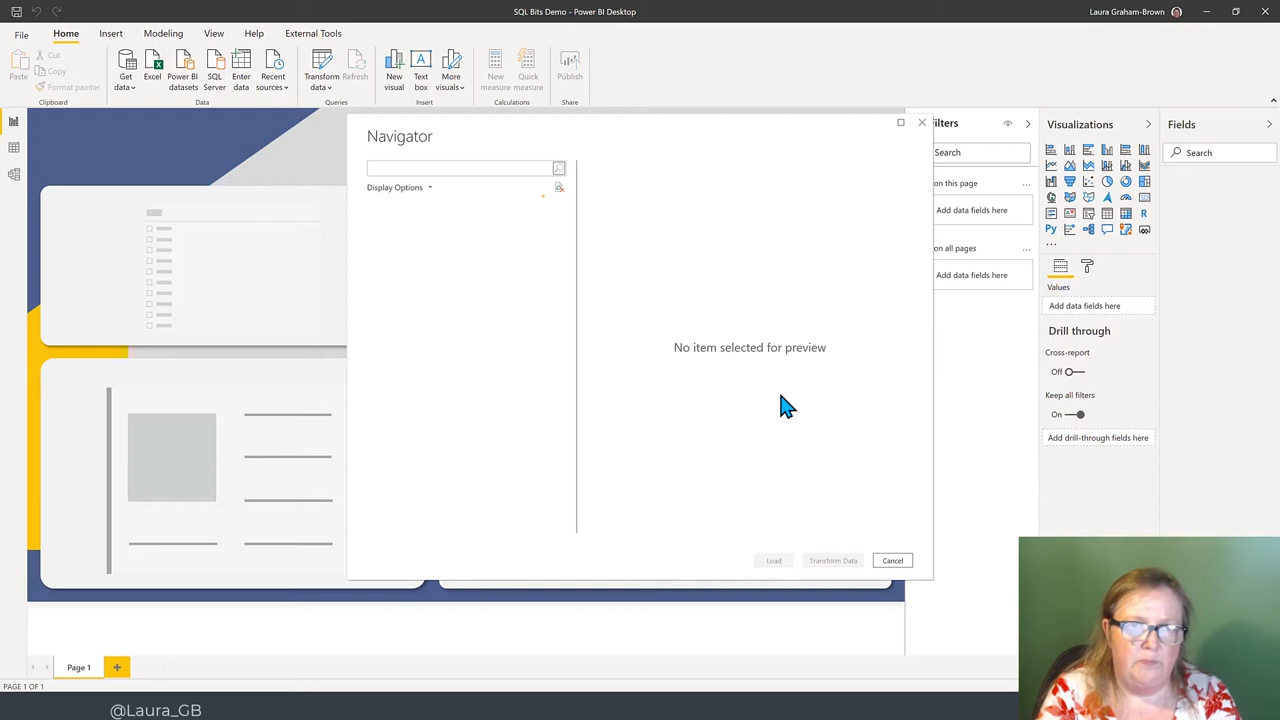 SQL Bits Demo - Power BI Desktop
Laura Graham-Brown
File
Home
Insert
Modeling
View
Help
External Tools
Paste
Cut
Copy
Format painter
Clipboard
Get data
Excel
Power BI datasets
SQL Server
Enter data
Recent sources
Data
Transform data
Refresh
Queries
New visual
Text box
More visuals
Insert
New measure
Quick measure
Calculations
Publish
Share
Navigator
Display Options
No item selected for preview
Load
Transform Data
Cancel
ilters
Search
on this page
...
Add data fields here
on all pages
...
Add data fields here
Visualizations
R
Py
...
Values
Add data fields here
Drill through
Cross-report
Off
Keep all filters
On
Add drill-through fields here
Fields
Search
Page 1
PAGE 1 OF 1
@Laura_GB